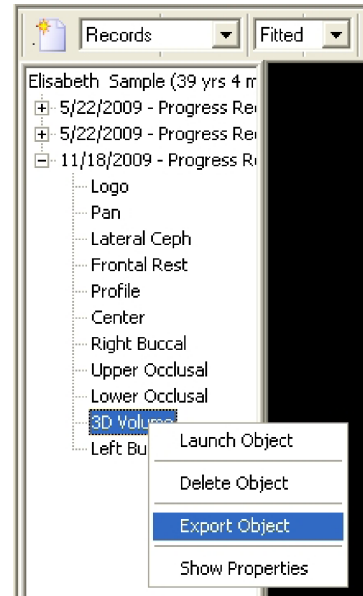 Records Fitted
Elisabeth Sample (39 yrs 4 m
5/22/2009 - Progress Re
5/22/2009 - Progress Re
11/18/2009 - Progress R
Logo
Pan
Lateral Ceph
Frontal Rest
Profile
Center
Right Buccal
Upper Occlusal
Lower Occlusal
3D Volume
Left Bu
Launch Object
Delete Object
Export Object
Show Properties